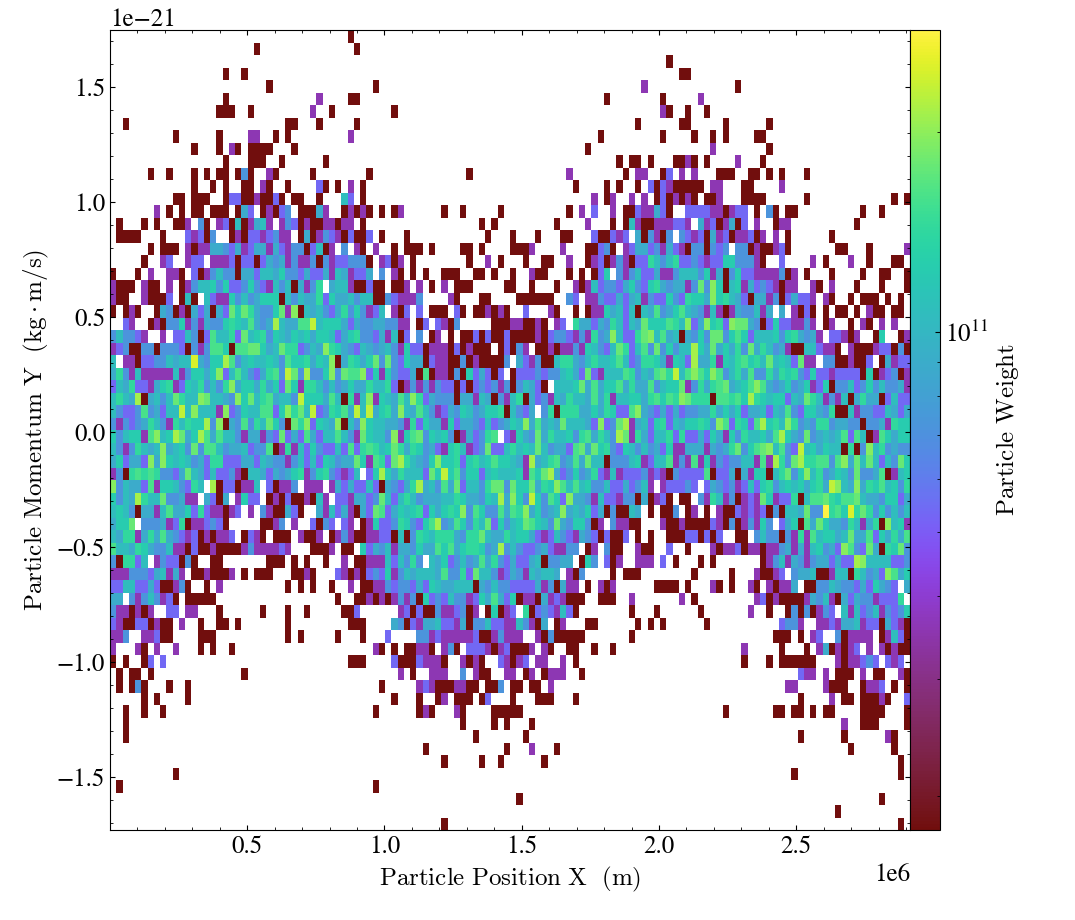 1e−21
1.5
1.0
0.5
0.0
−0.5
−1.0
−1.5
Particle Momentum Y (kg · m/s)
0.5
1.0
1.5
2.0
2.5
1e6
Particle Position X (m)
10¹¹
Particle Weight